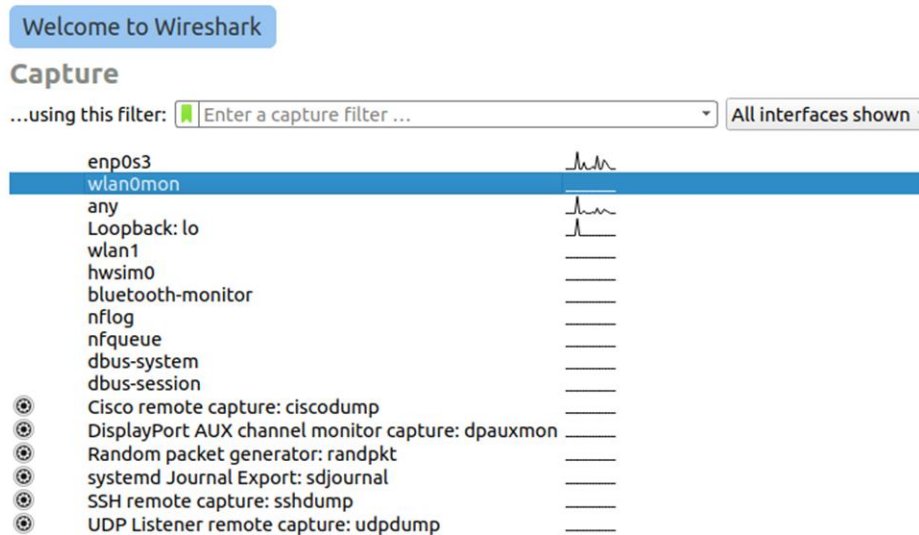 Welcome to Wireshark
Capture
...using this filter: Enter a capture filter ... All interfaces shown
enp0s3
wlan0mon
any
Loopback: lo
wlan1
hwsim0
bluetooth-monitor
nflog
nfqueue
dbus-system
dbus-session
Cisco remote capture: ciscodump
DisplayPort AUX channel monitor capture: dpauxmon
Random packet generator: randpkt
systemd Journal Export: sdjournal
SSH remote capture: sshdump
UDP Listener remote capture: udpdump